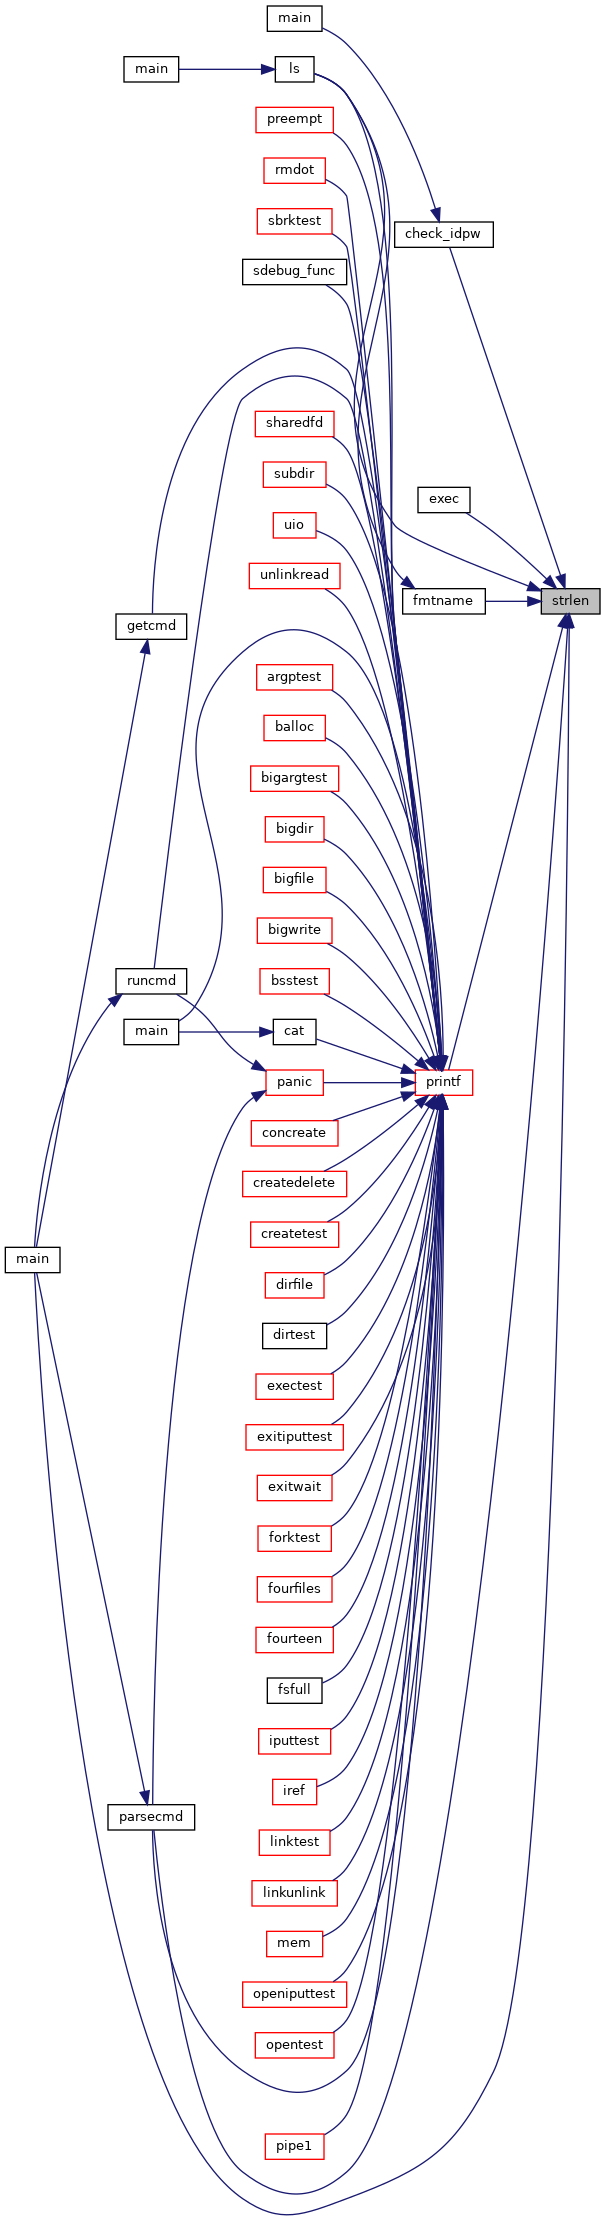 main
main
ls
preempt
rmdot
sbrktest
check_idpw
sdebug_func
sharedfd
subdir
exec
uio
unlinkread
fmtname
strlen
getcmd
argptest
balloc
bigargtest
bigdir
bigfile
bigwrite
runcmd
bsstest
main
cat
panic
printf
concreate
createdelete
createtest
main
dirfile
dirtest
exectest
exitiputtest
exitwait
forktest
fourfiles
fourteen
fsfull
iputtest
iref
parsecmd
linktest
linkunlink
mem
openiputtest
opentest
pipe1